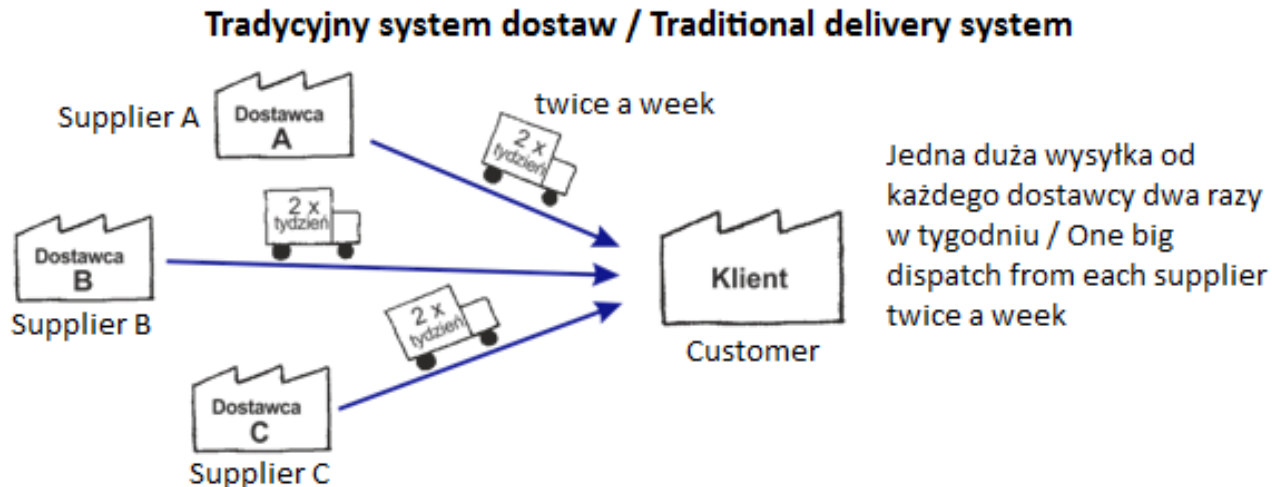 Tradycyjny system dostaw / Traditional delivery system
Supplier A
Dostawca
A
twice a week
2 x
tydzień
Jedna duża wysyłka od
każdego dostawcy dwa razy
w tygodniu / One big
dispatch from each supplier
twice a week
2 x
tydzień
Dostawca
B
Supplier B
Klient
Customer
2 x
tydzień
Dostawca
C
Supplier C